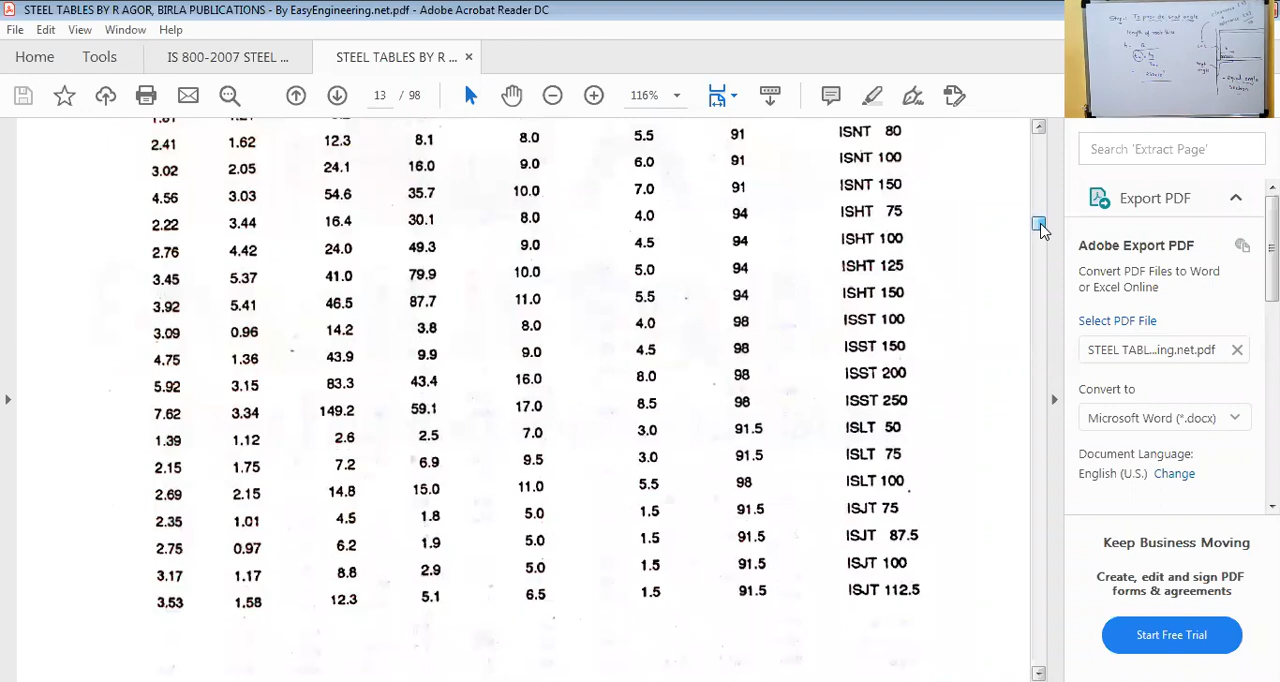 STEEL TABLES BY R AGOR, BIRLA PUBLICATIONS - By EasyEngineering.net.pdf - Adobe Acrobat Reader DC
File Edit View Window Help
Home Tools IS 800-2007 STEEL ... STEEL TABLES BY R ... ×
13 / 98 116%
2.41 1.62 12.3 8.1 8.0 5.5 91 ISNT 80
3.02 2.05 24.1 16.0 9.0 6.0 91 ISNT 100
4.56 3.03 54.6 35.7 10.0 7.0 91 ISNT 150
2.22 3.44 16.4 30.1 8.0 4.0 94 ISHT 75
2.76 4.42 24.0 49.3 9.0 4.5 94 ISHT 100
3.45 5.37 41.0 79.9 10.0 5.0 94 ISHT 125
3.92 5.41 46.5 87.7 11.0 5.5 94 ISHT 150
3.09 0.96 14.2 3.8 8.0 4.0 98 ISST 100
4.75 1.36 43.9 9.9 9.0 4.5 98 ISST 150
5.92 3.15 83.3 43.4 16.0 8.0 98 ISST 200
7.62 3.34 149.2 59.1 17.0 8.5 98 ISST 250
1.39 1.12 2.6 2.5 7.0 3.0 91.5 ISLT 50
2.15 1.75 7.2 6.9 9.5 3.0 91.5 ISLT 75
2.69 2.15 14.8 15.0 11.0 5.5 98 ISLT 100
2.35 1.01 4.5 1.8 5.0 1.5 91.5 ISJT 75
2.75 0.97 6.2 1.9 5.0 1.5 91.5 ISJT 87.5
3.17 1.17 8.8 2.9 5.0 1.5 91.5 ISJT 100
3.53 1.58 12.3 5.1 6.5 1.5 91.5 ISJT 112.5
Search 'Extract Page'
Export PDF
Adobe Export PDF
Convert PDF Files to Word
or Excel Online
Select PDF File
STEEL TABL...ing.net.pdf ×
Convert to
Microsoft Word (*.docx)
Document Language:
English (U.S.) Change
Keep Business Moving
Create, edit and sign PDF
forms & agreements
Start Free Trial